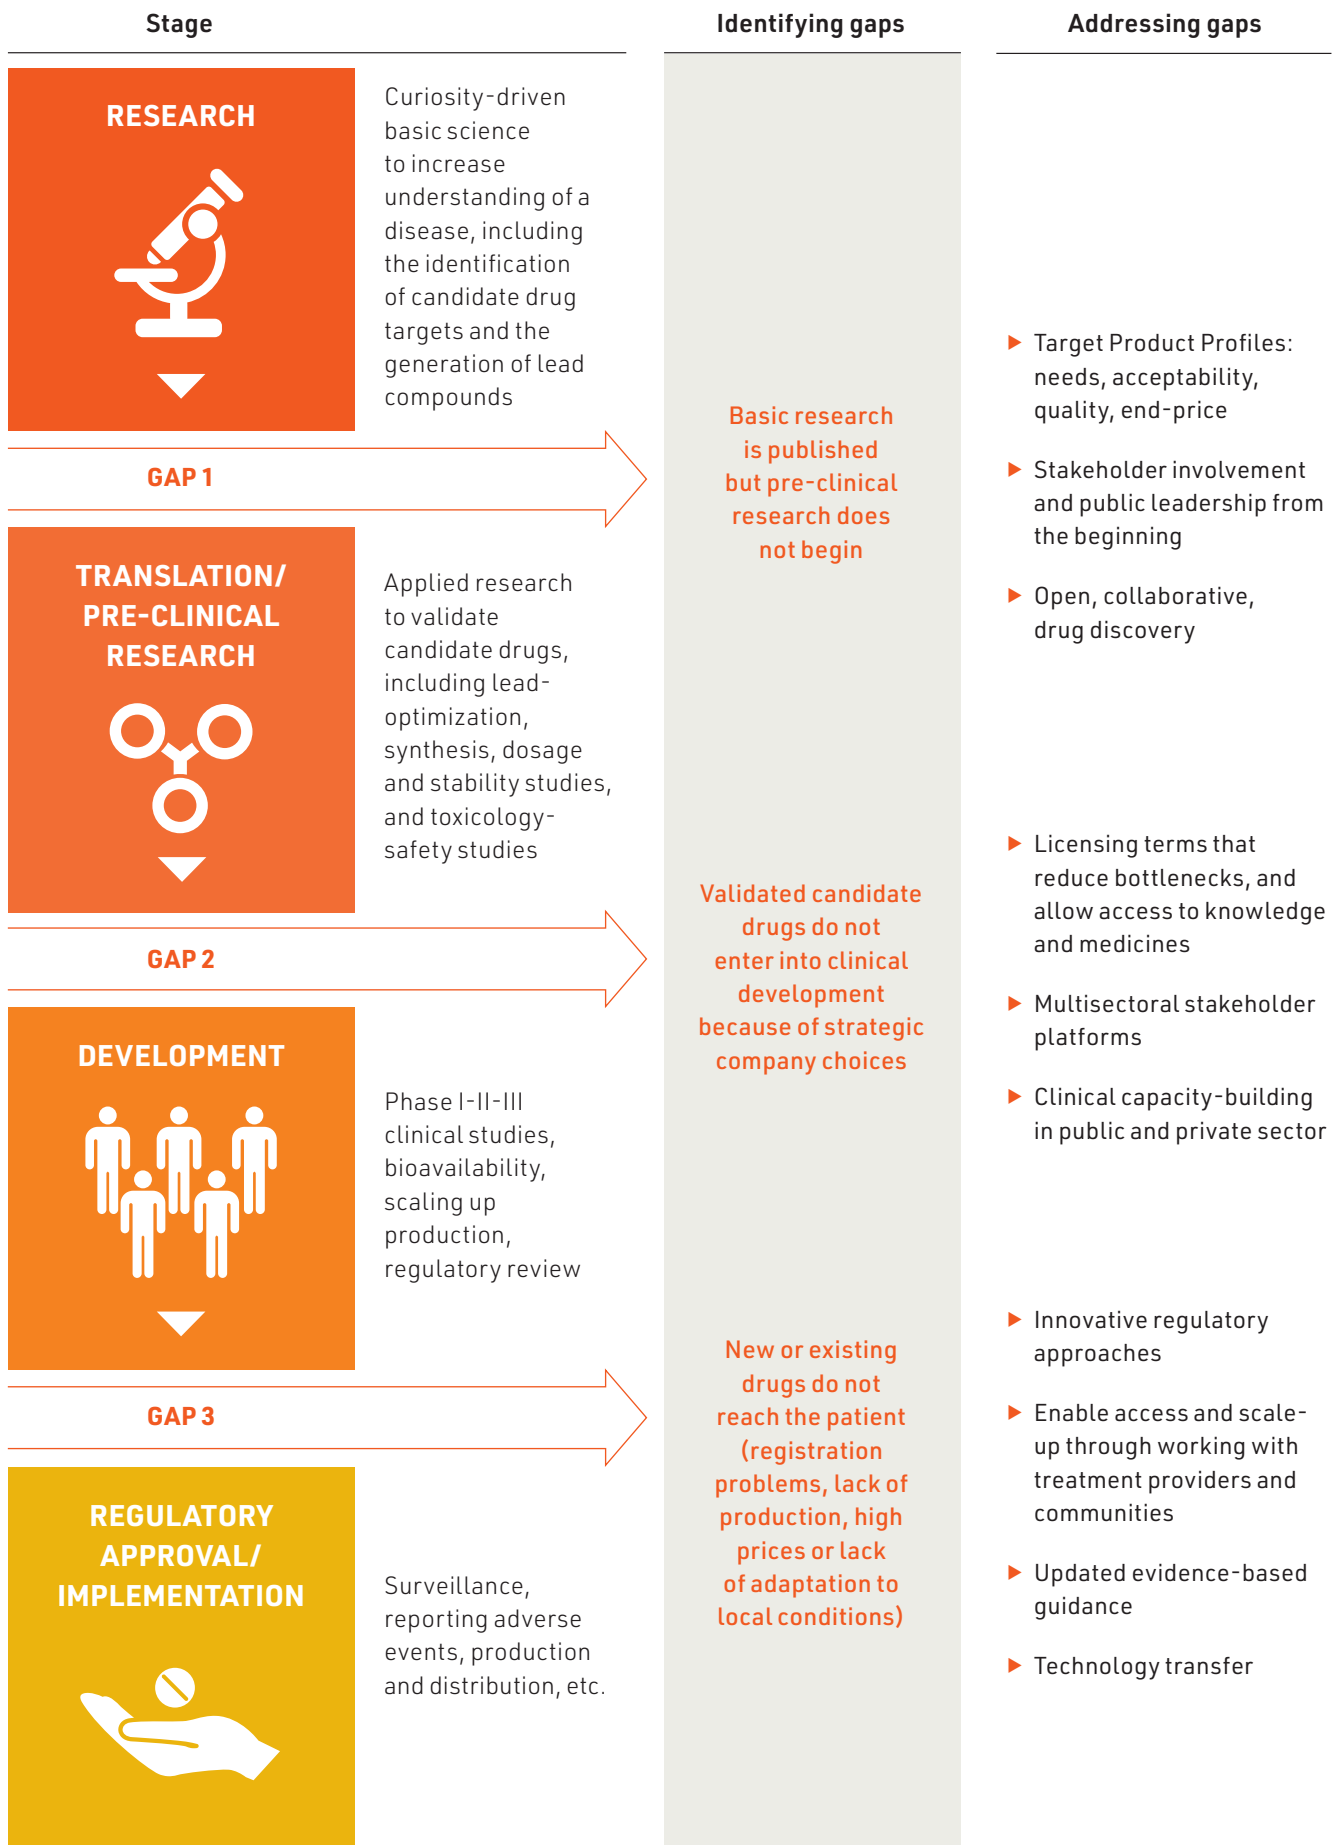 Stage
Identifying gaps
Addressing gaps
RESEARCH
Curiosity-driven
basic science
to increase
understanding of a
disease, including
the identification
of candidate drug
targets and the
generation of lead
compounds
GAP 1
Basic research
is published
but pre-clinical
research does
not begin
▶ Target Product Profiles:
needs, acceptability,
quality, end-price
▶ Stakeholder involvement
and public leadership from
the beginning
▶ Open, collaborative,
drug discovery
TRANSLATION/
PRE-CLINICAL
RESEARCH
Applied research
to validate
candidate drugs,
including lead-
optimization,
synthesis, dosage
and stability studies,
and toxicology-
safety studies
GAP 2
Validated candidate
drugs do not
enter into clinical
development
because of strategic
company choices
▶ Licensing terms that
reduce bottlenecks, and
allow access to knowledge
and medicines
▶ Multisectoral stakeholder
platforms
▶ Clinical capacity-building
in public and private sector
DEVELOPMENT
Phase I-II-III
clinical studies,
bioavailability,
scaling up
production,
regulatory review
GAP 3
New or existing
drugs do not
reach the patient
(registration
problems, lack of
production, high
prices or lack
of adaptation to
local conditions)
▶ Innovative regulatory
approaches
▶ Enable access and scale-
up through working with
treatment providers and
communities
▶ Updated evidence-based
guidance
▶ Technology transfer
REGULATORY
APPROVAL/
IMPLEMENTATION
Surveillance,
reporting adverse
events, production
and distribution, etc.